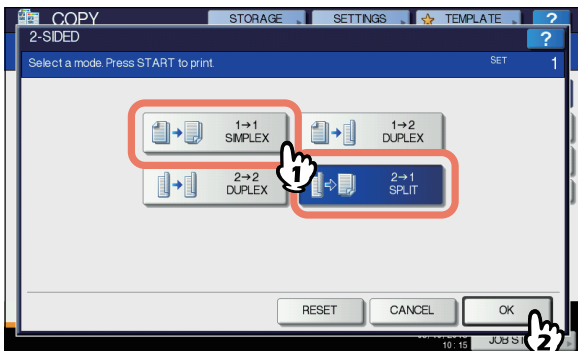 COPY
STORAGE
SETTINGS
TEMPLATE
?
2-SIDED
?
Select a mode. Press START to print.
SET
1
1→1
SIMPLEX
1→2
DUPLEX
1
2→2
DUPLEX
2→1
SPLIT
RESET
CANCEL
OK
2
10:15
JOB ST